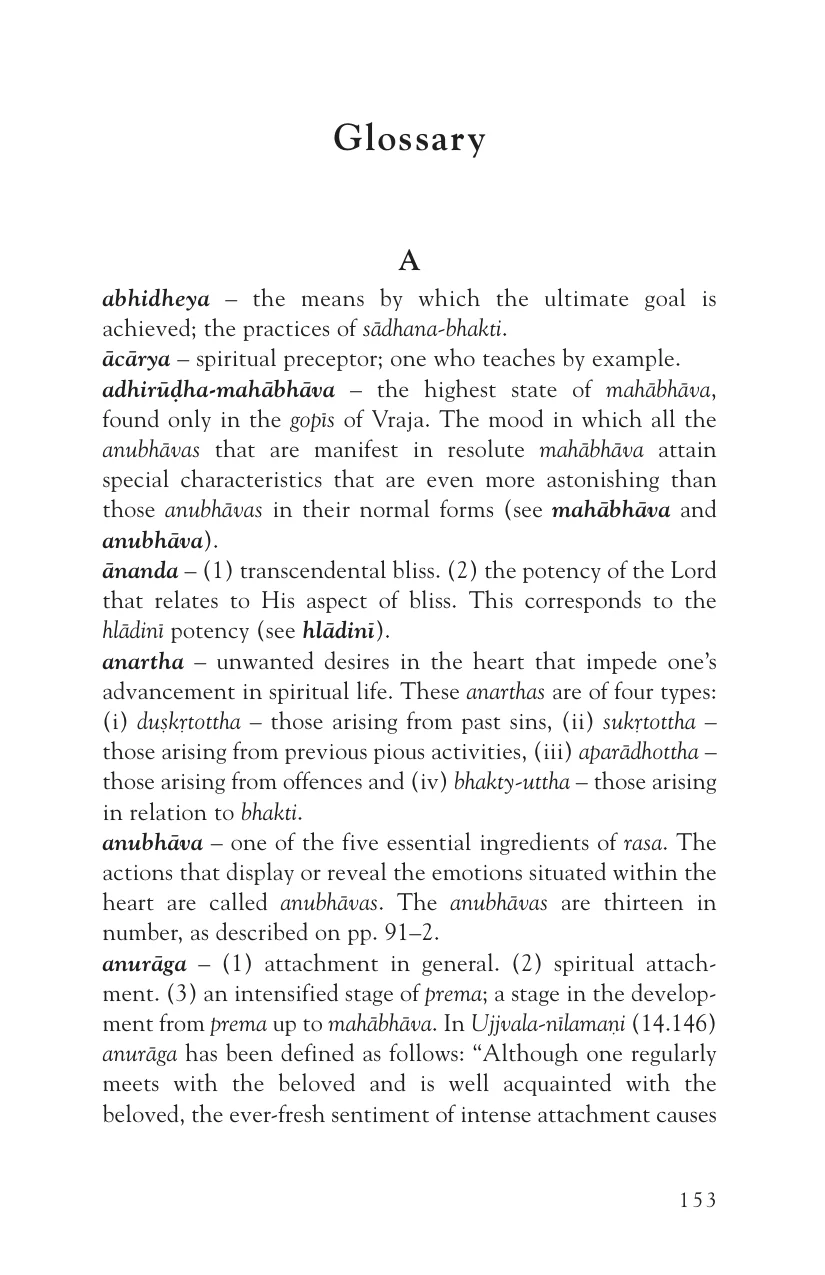 Glossary
A
abhidheya – the means by which the ultimate goal is
achieved; the practices of sādhana-bhakti.
ācārya – spiritual preceptor; one who teaches by example.
adhirūḍha-mahābhāva – the highest state of mahābhāva,
found only in the gopīs of Vraja. The mood in which all the
anubhāvas that are manifest in resolute mahābhāva attain
special characteristics that are even more astonishing than
those anubhāvas in their normal forms (see mahābhāva and
anubhāva).
ānanda – (1) transcendental bliss. (2) the potency of the Lord
that relates to His aspect of bliss. This corresponds to the
hlādinī potency (see hlādinī).
anartha – unwanted desires in the heart that impede one’s
advancement in spiritual life. These anarthas are of four types:
(i) duṣkṛtottha – those arising from past sins, (ii) sukṛtottha –
those arising from previous pious activities, (iii) aparādhottha –
those arising from offences and (iv) bhakty-uttha – those arising
in relation to bhakti.
anubhāva – one of the five essential ingredients of rasa. The
actions that display or reveal the emotions situated within the
heart are called anubhāvas. The anubhāvas are thirteen in
number, as described on pp. 91–2.
anurāga – (1) attachment in general. (2) spiritual attach-
ment. (3) an intensified stage of prema; a stage in the develop-
ment from prema up to mahābhāva. In Ujjvala-nīlamaṇi (14.146)
anurāga has been defined as follows: “Although one regularly
meets with the beloved and is well acquainted with the
beloved, the ever-fresh sentiment of intense attachment causes
153